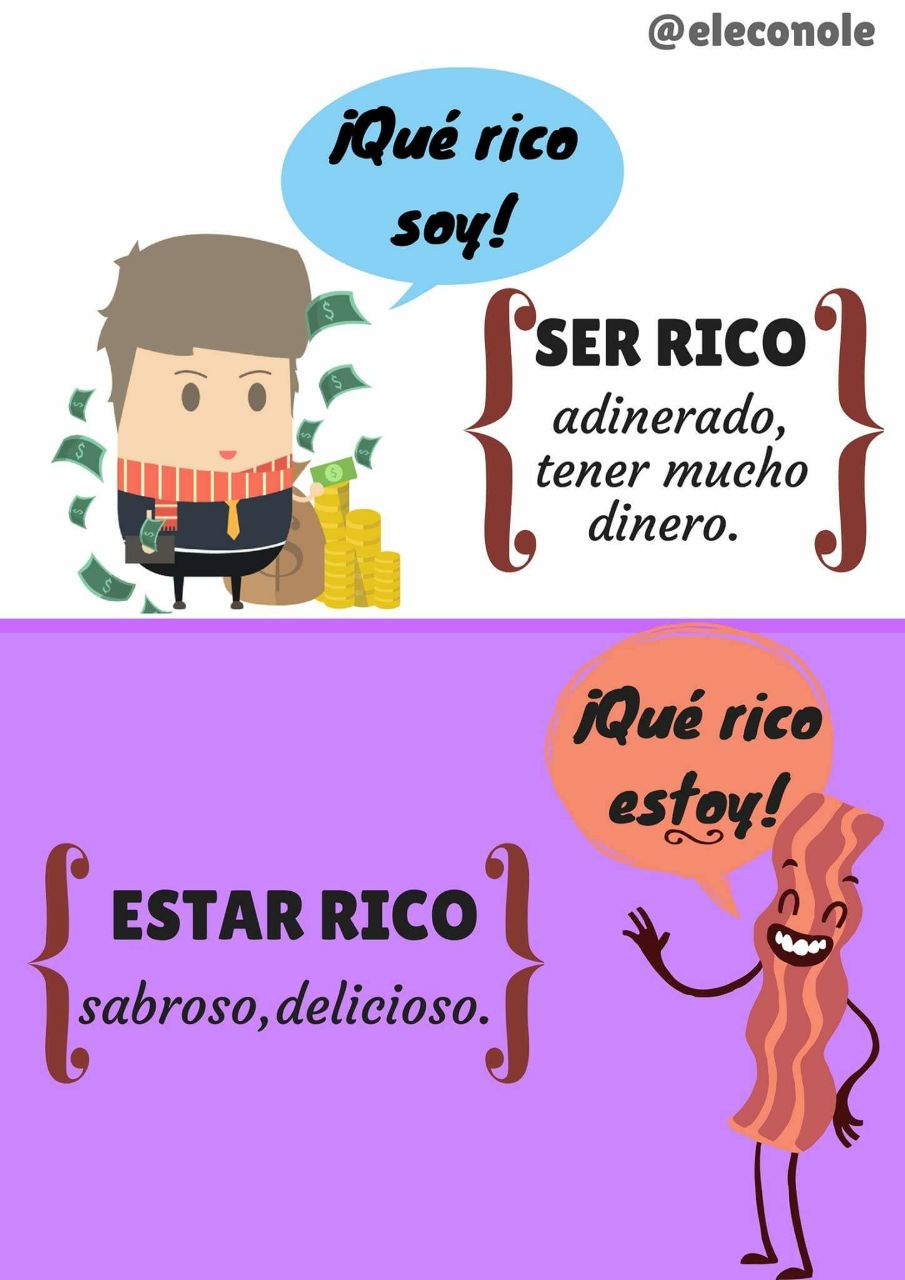 @eleconole
¡Qué rico
soy!
SER RICO
adinerado,
tener mucho
dinero.
¡Qué rico
estoy!
ESTAR RICO
sabroso,delicioso.